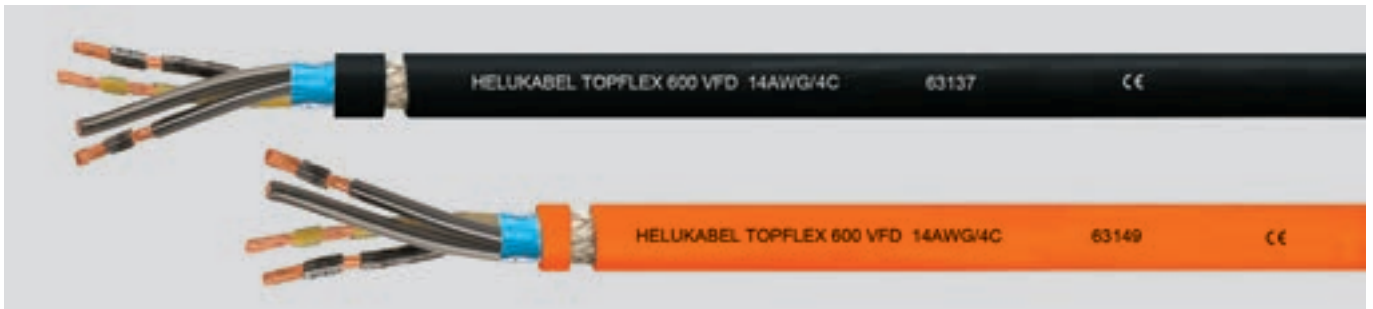 HELUKABEL TOPFLEX 600 VFD 14AWG/4C 63137 CE
HELUKABEL TOPFLEX 600 VFD 14AWG/4C 63149 CE